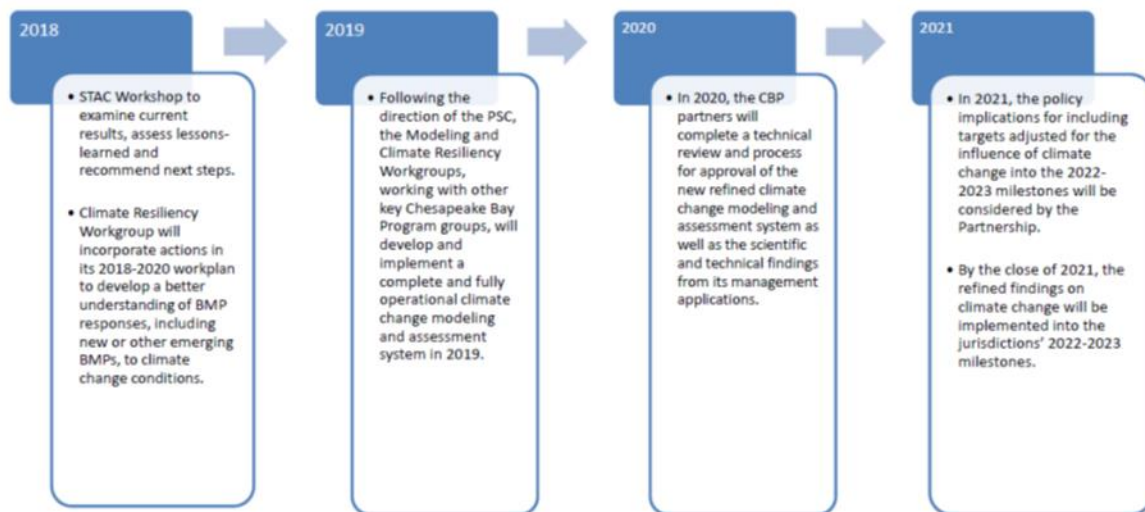 2018
• STAC Workshop to
examine current
results, assess lessons-
learned and
recommend next steps.
• Climate Resiliency
Workgroup will
incorporate actions in
its 2018-2020 workplan
to develop a better
understanding of BMP
responses, including
new or other emerging
BMPs, to climate
change conditions.
2019
• Following the
direction of the PSC,
the Modeling and
Climate Resiliency
Workgroups,
working with other
key Chesapeake Bay
Program groups, will
develop and
implement a
complete and fully
operational climate
change modeling
and assessment
system in 2019.
2020
• In 2020, the CBP
partners will
complete a technical
review and process
for approval of the
new refined climate
change modeling and
assessment system as
well as the scientific
and technical findings
from its management
applications.
2021
• In 2021, the policy
implications for including
targets adjusted for the
influence of climate
change into the 2022-
2023 milestones will be
considered by the
Partnership.
• By the close of 2021, the
refined findings on
climate change will be
implemented into the
jurisdictions' 2022-2023
milestones.